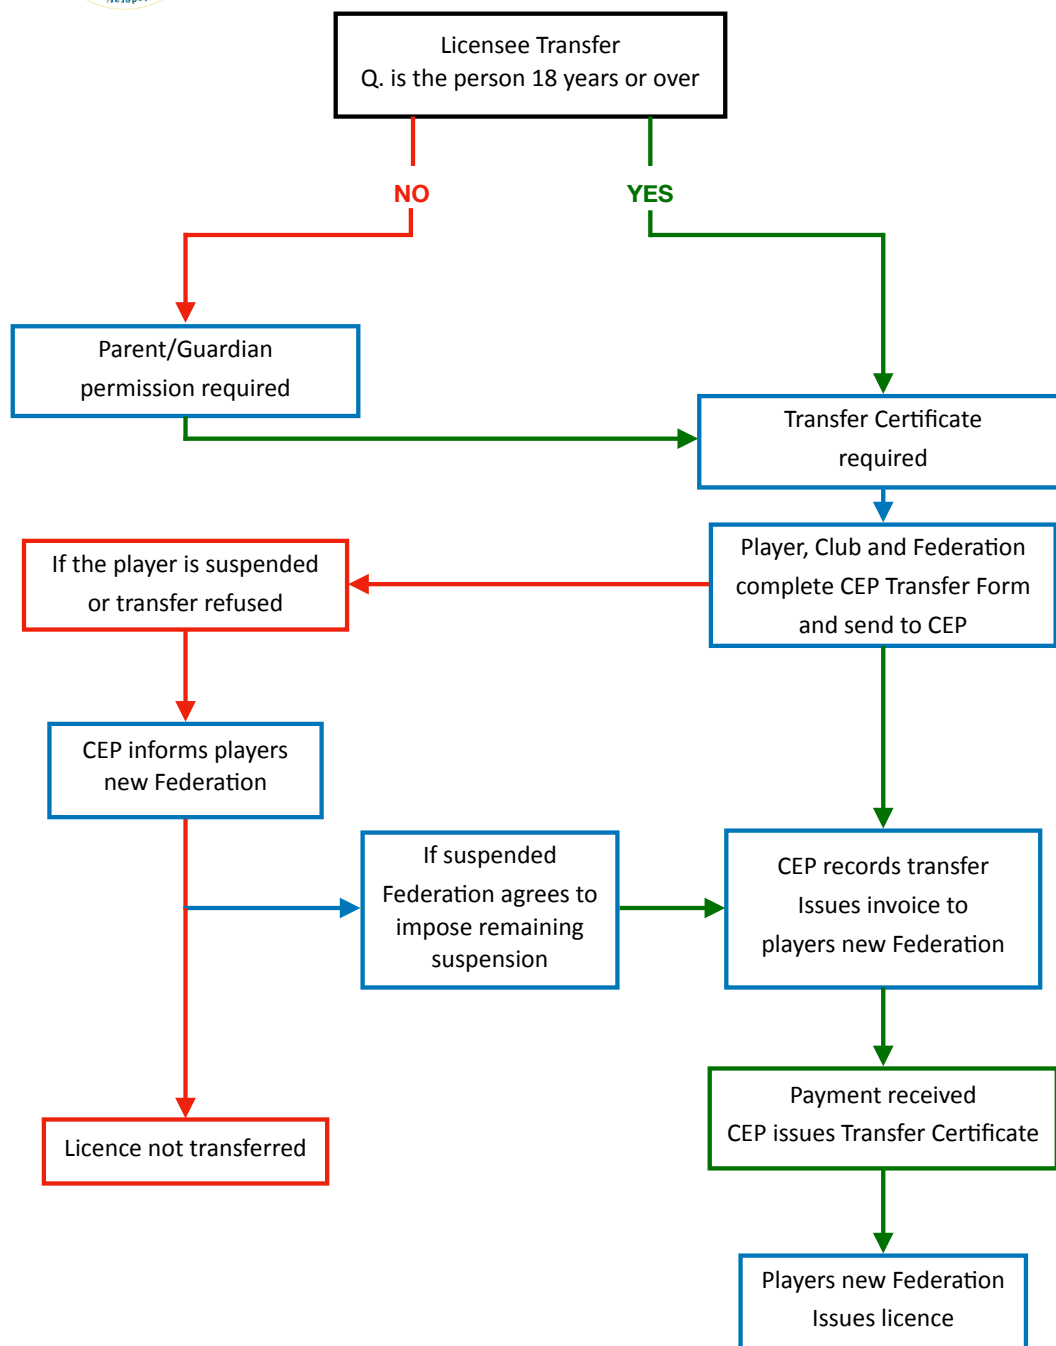 Licensee Transfer
Q. is the person 18 years or over
NO
YES
Parent/Guardian
permission required
Transfer Certificate
required
Player, Club and Federation
complete CEP Transfer Form
and send to CEP
If the player is suspended
or transfer refused
CEP informs players
new Federation
If suspended
Federation agrees to
impose remaining
suspension
CEP records transfer
Issues invoice to
players new Federation
Payment received
CEP issues Transfer Certificate
Licence not transferred
Players new Federation
Issues licence